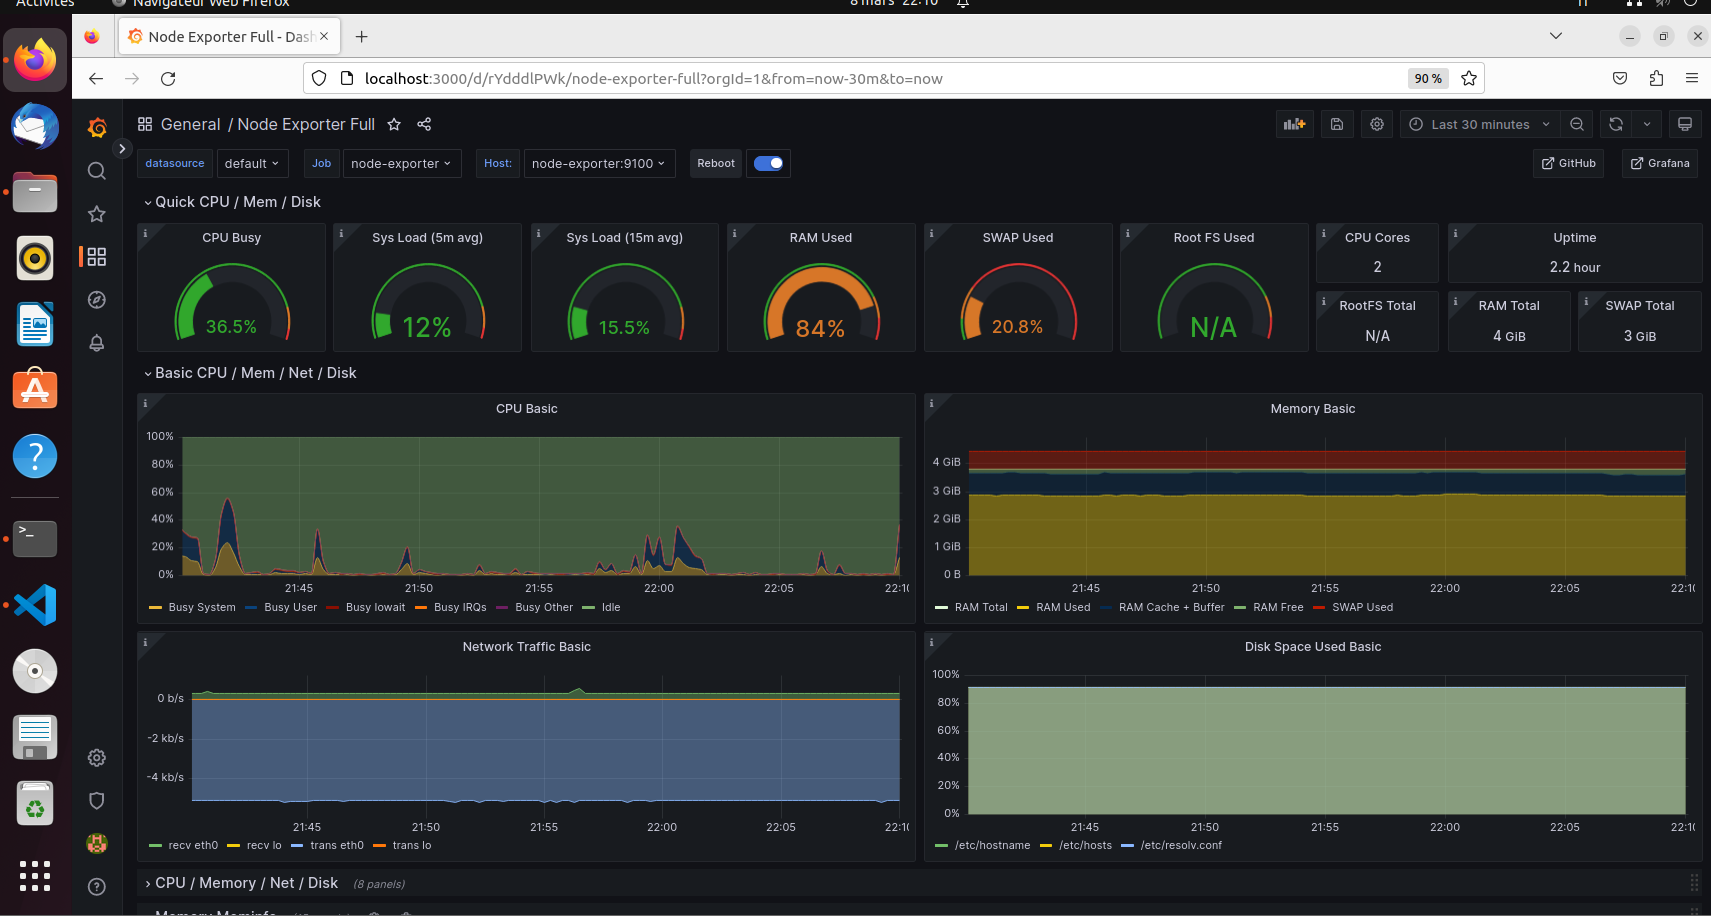 Activités Navigateur Web Firefox 8 mars 22:10
Node Exporter Full - Dash
localhost:3000/d/rYdddlPWk/node-exporter-full?orgId=1&from=now-30m&to=now 90 %
General / Node Exporter Full Last 30 minutes
datasource default Job node-exporter Host: node-exporter:9100 Reboot GitHub Grafana
Quick CPU / Mem / Disk
CPU Busy
36.5%
Sys Load (5m avg)
12%
Sys Load (15m avg)
15.5%
RAM Used
84%
SWAP Used
20.8%
Root FS Used
N/A
CPU Cores
2
Uptime
2.2 hour
RootFS Total
N/A
RAM Total
4 GiB
SWAP Total
3 GiB
Basic CPU / Mem / Net / Disk
CPU Basic
100%
80%
60%
40%
20%
0%
21:45 21:50 21:55 22:00 22:05 22:10
Busy System Busy User Busy Iowait Busy IRQs Busy Other Idle
Memory Basic
4 GiB
3 GiB
2 GiB
1 GiB
0 B
21:45 21:50 21:55 22:00 22:05 22:10
RAM Total RAM Used RAM Cache + Buffer RAM Free SWAP Used
Network Traffic Basic
0 b/s
-2 kb/s
-4 kb/s
21:45 21:50 21:55 22:00 22:05 22:10
recv eth0 recv lo trans eth0 trans lo
Disk Space Used Basic
100%
80%
60%
40%
20%
0%
21:45 21:50 21:55 22:00 22:05 22:10
/etc/hostname /etc/hosts /etc/resolv.conf
CPU / Memory / Net / Disk (8 panels)
Memory Meminfo